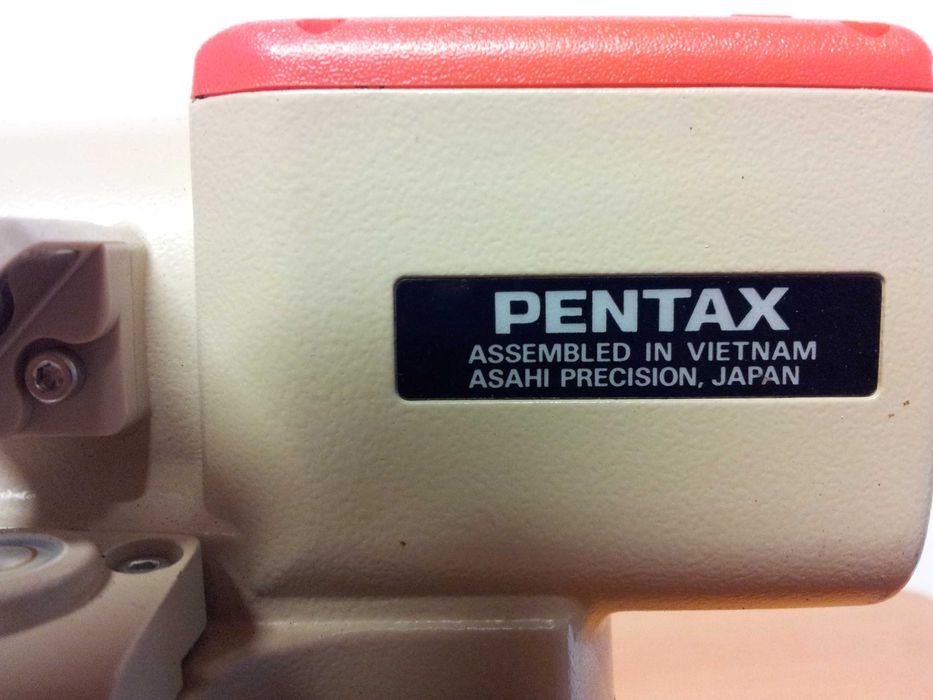 PENTAX
ASSEMBLED IN VIETNAM
ASAHI PRECISION, JAPAN